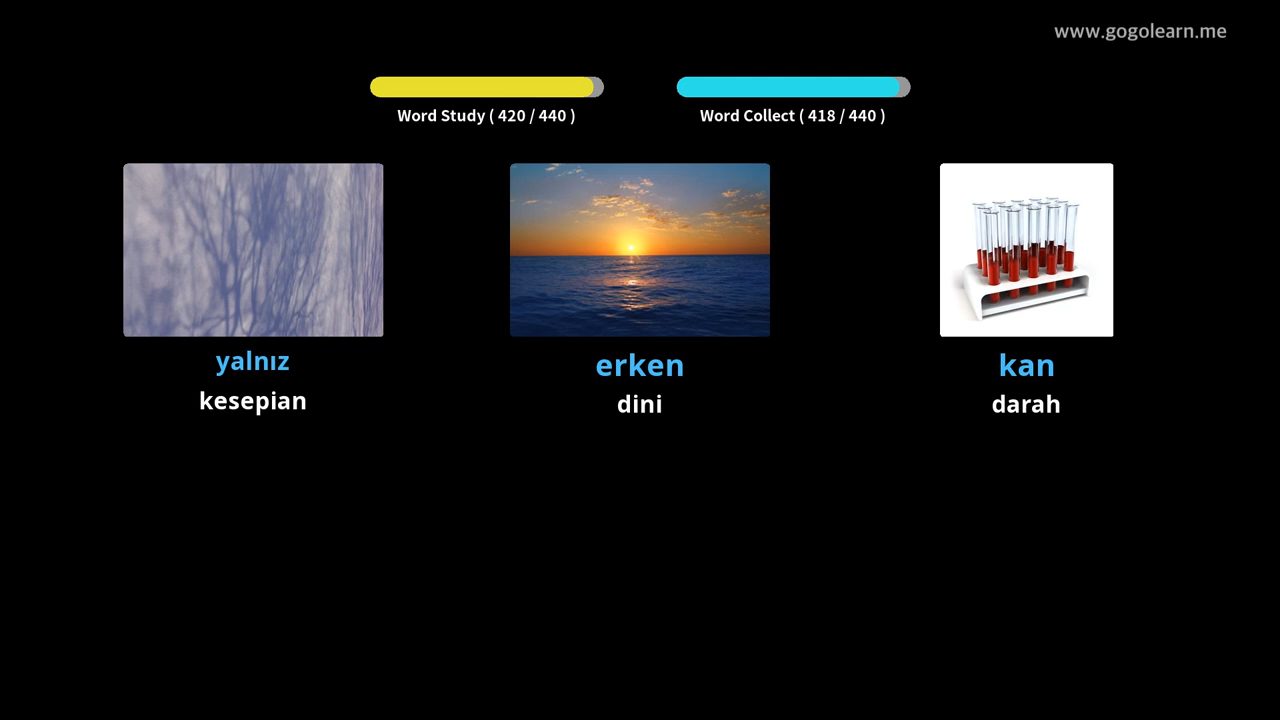 www.gogolearn.me
Word Study ( 420 / 440 )
Word Collect ( 418 / 440 )
yalnız
kesepian
erken
dini
kan
darah